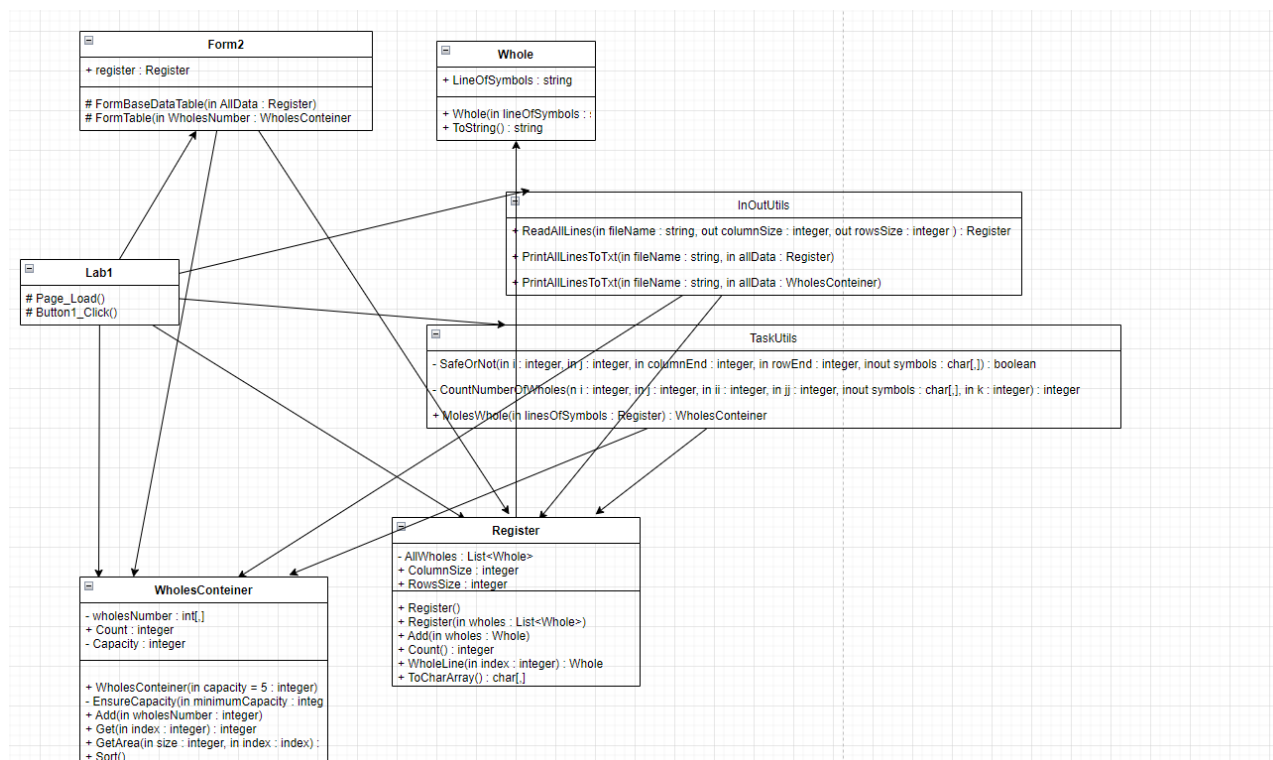 Form2
+ register : Register
# FormBaseDataTable(in AllData : Register)
# FormTable(in WholesNumber : WholesConteiner
Whole
+ LineOfSymbols : string
+ Whole(in lineOfSymbols :
+ ToString() : string
InOutUtils
+ ReadAllLines(in fileName : string, out columnSize : integer, out rowsSize : integer ) : Register
+ PrintAllLinesToTxt(in fileName : string, in allData : Register)
+ PrintAllLinesToTxt(in fileName : string, in allData : WholesConteiner)
Lab1
# Page_Load()
# Button1_Click()
TaskUtils
- SafeOrNot(in i : integer, in j : integer, in columnEnd : integer, in rowEnd : integer, inout symbols : char[,]) : boolean
- CountNumberOfWholes(n i : integer, in j : integer, in ii : integer, in jj : integer, inout symbols : char[,], in k : integer) : integer
+ MolesWhole(in linesOfSymbols : Register) : WholesConteiner
Register
- AllWholes : List<Whole>
+ ColumnSize : integer
+ RowsSize : integer
+ Register()
+ Register(in wholes : List<Whole>)
+ Add(in wholes : Whole)
+ Count() : integer
+ WholeLine(in index : integer) : Whole
+ ToCharArray() : char[,]
WholesConteiner
- wholesNumber : int[,]
+ Count : integer
- Capacity : integer
+ WholesConteiner(in capacity = 5 : integer)
- EnsureCapacity(in minimumCapacity : integ
+ Add(in wholesNumber : integer)
+ Get(in index : integer) : integer
+ GetArea(in size : integer, in index : index) :
+ Sort()